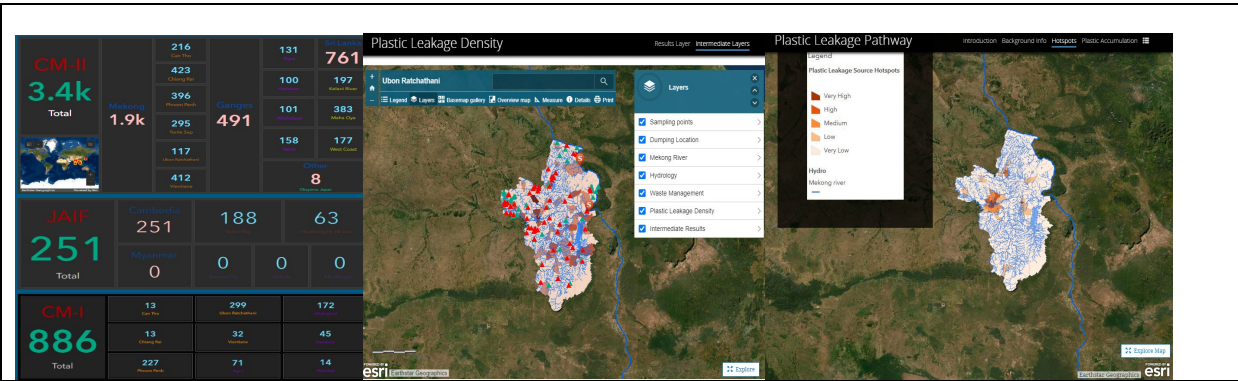 CM-II
3.4k
Total
Mekong
1.9k
216
Can Tho
423
Chiang Rai
396
Phnom Penh
295
Tonle Sap
117
Ubon Ratchathani
412
Vientiane
Ganges
491
131
Agra
100
Haridwar
101
158
Sri Lanka
761
197
Kelani River
383
Maha Oya
177
West Coast
Other
8
JAIF
251
Total
Cambodia
251
188
63
Myanmar
0
0
0
0
CM-I
886
Total
13
Can Tho
299
Ubon Ratchathani
172
13
Chiang Rai
32
Vientiane
45
227
Phnom Penh
71
Agra
14
Plastic Leakage Density
Results Layer Intermediate Layers
Ubon Ratchathani
Legend Layers Basemap gallery Overview map Measure Details Print
Layers
Sampling points
Dumping Location
Mekong River
Hydrology
Waste Management
Plastic Leakage Density
Intermediate Results
POWERED BY
esri
Earthstar Geographics
Explore
Plastic Leakage Pathway
Introduction Background Info Hotspots Plastic Accumulation
Legend
Plastic Leakage Source Hotspots
Very High
High
Medium
Low
Very Low
Hydro
Mekong river
Explore Map
Earthstar Geographics
POWERED BY
esri